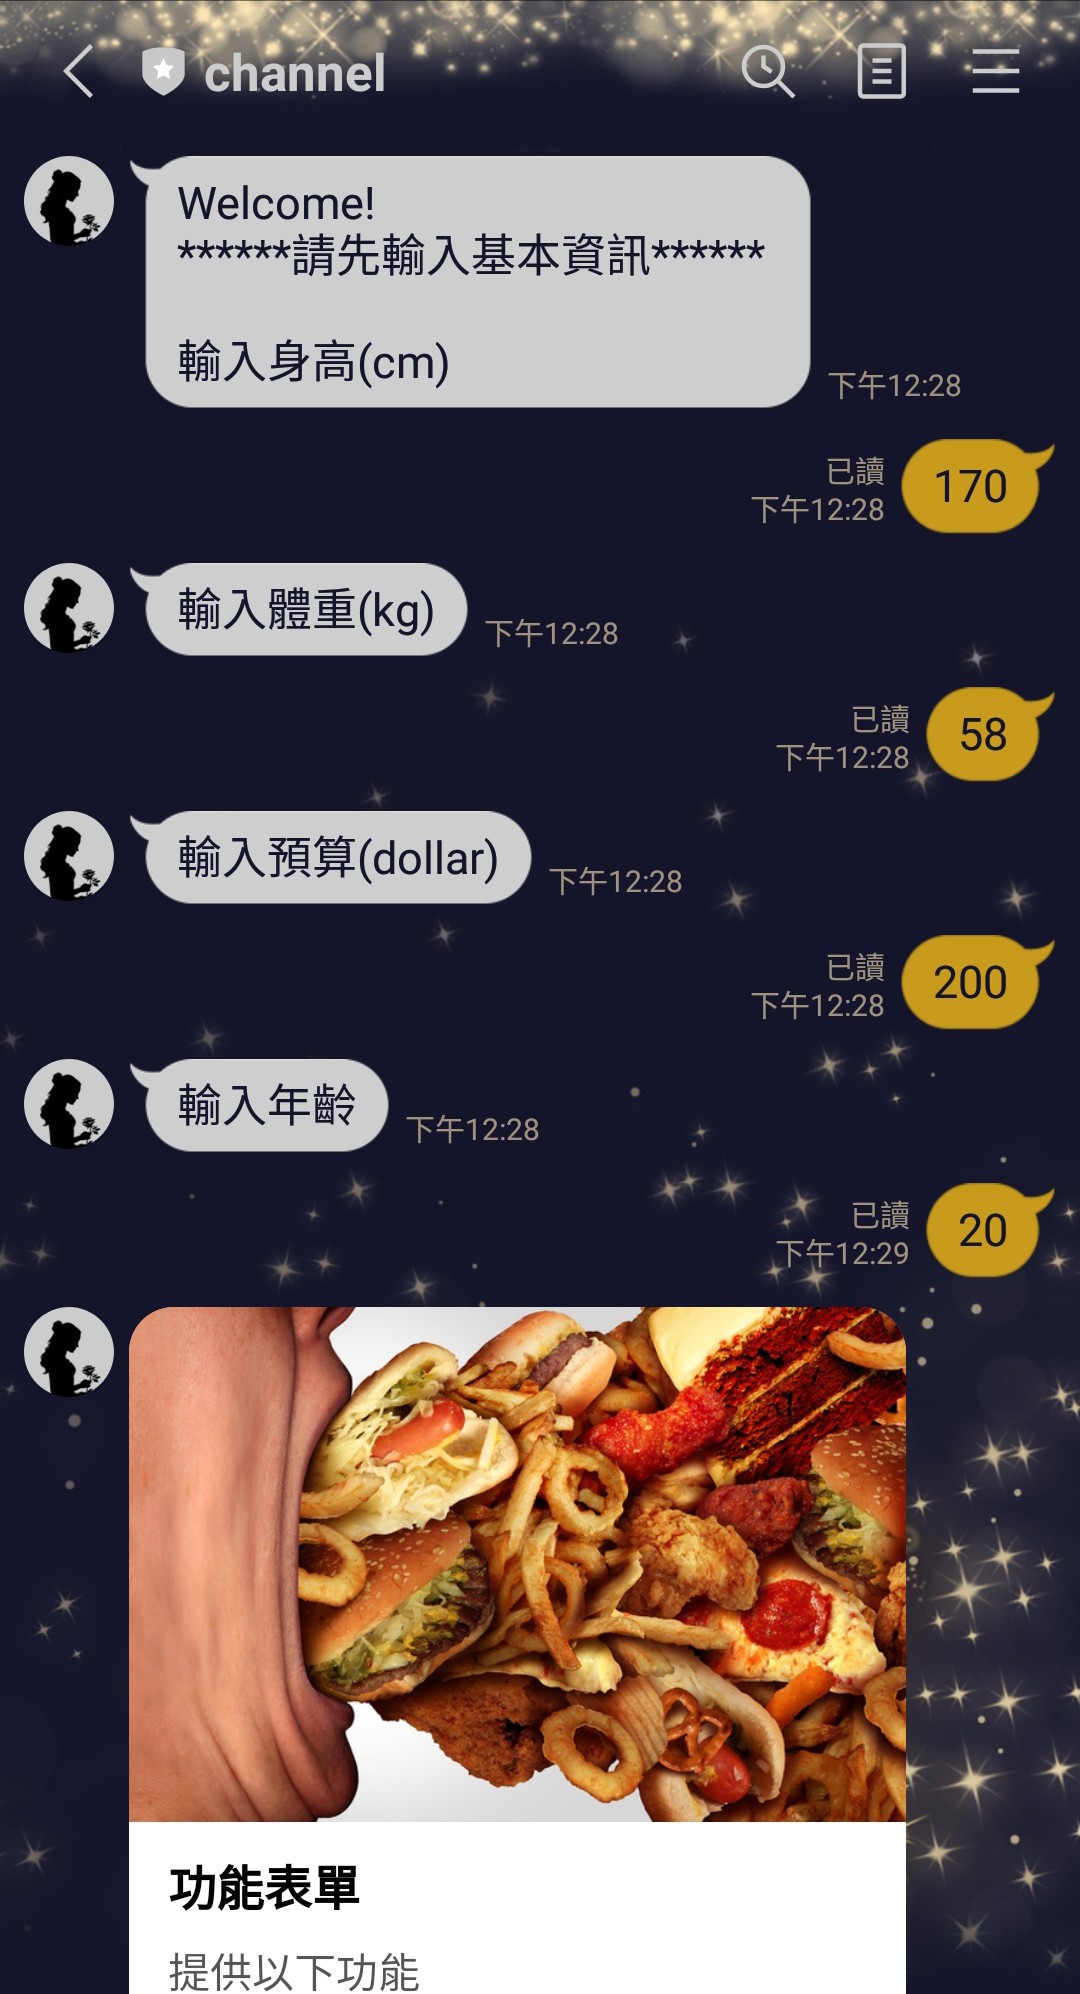 channel
Welcome!
******請先輸入基本資訊******
輸入身高(cm)
下午12:28
已讀
下午12:28
170
輸入體重(kg)
下午12:28
已讀
下午12:28
58
輸入預算(dollar)
下午12:28
已讀
下午12:28
200
輸入年齡
下午12:28
已讀
下午12:29
20
功能表單
提供以下功能